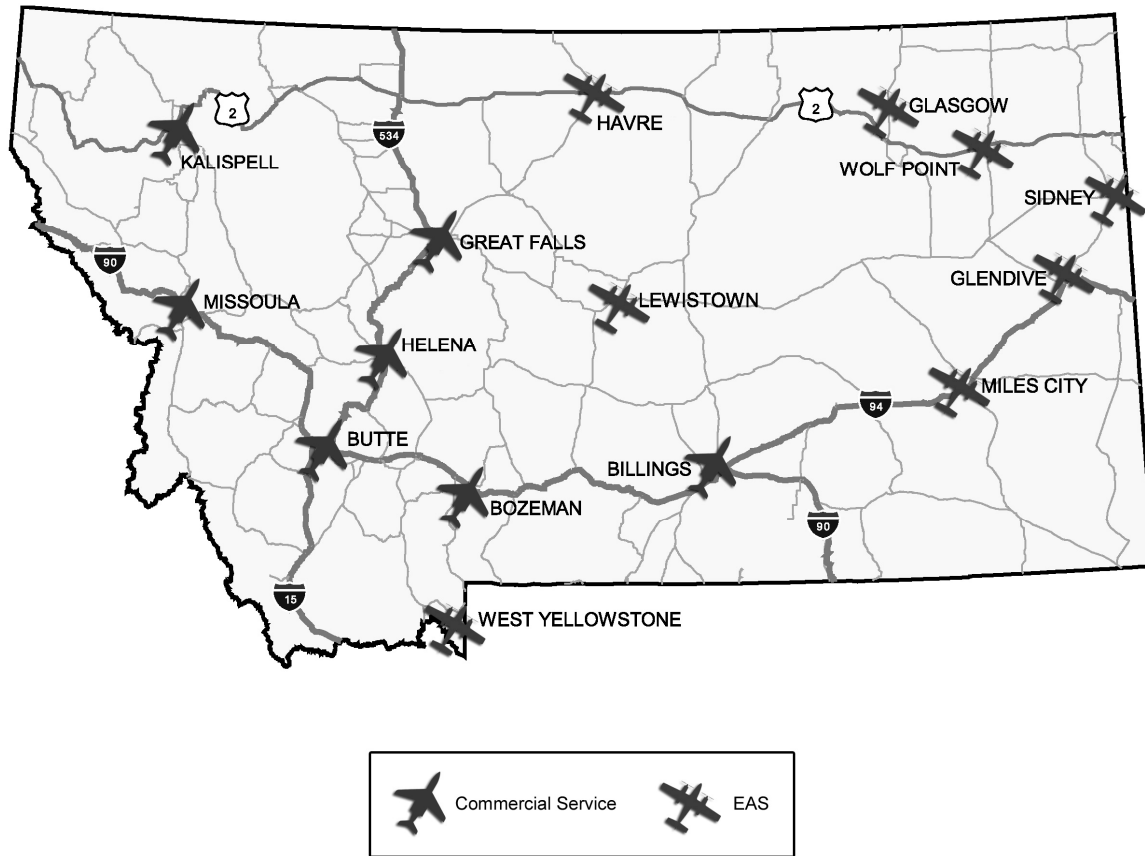 2
2
HAVRE
GLASGOW
534
KALISPELL
WOLF POINT
SIDNEY
GREAT FALLS
90
GLENDIVE
MISSOULA
LEWISTOWN
HELENA
MILES CITY
94
BUTTE
BILLINGS
BOZEMAN
90
15
WEST YELLOWSTONE
Commercial Service
EAS